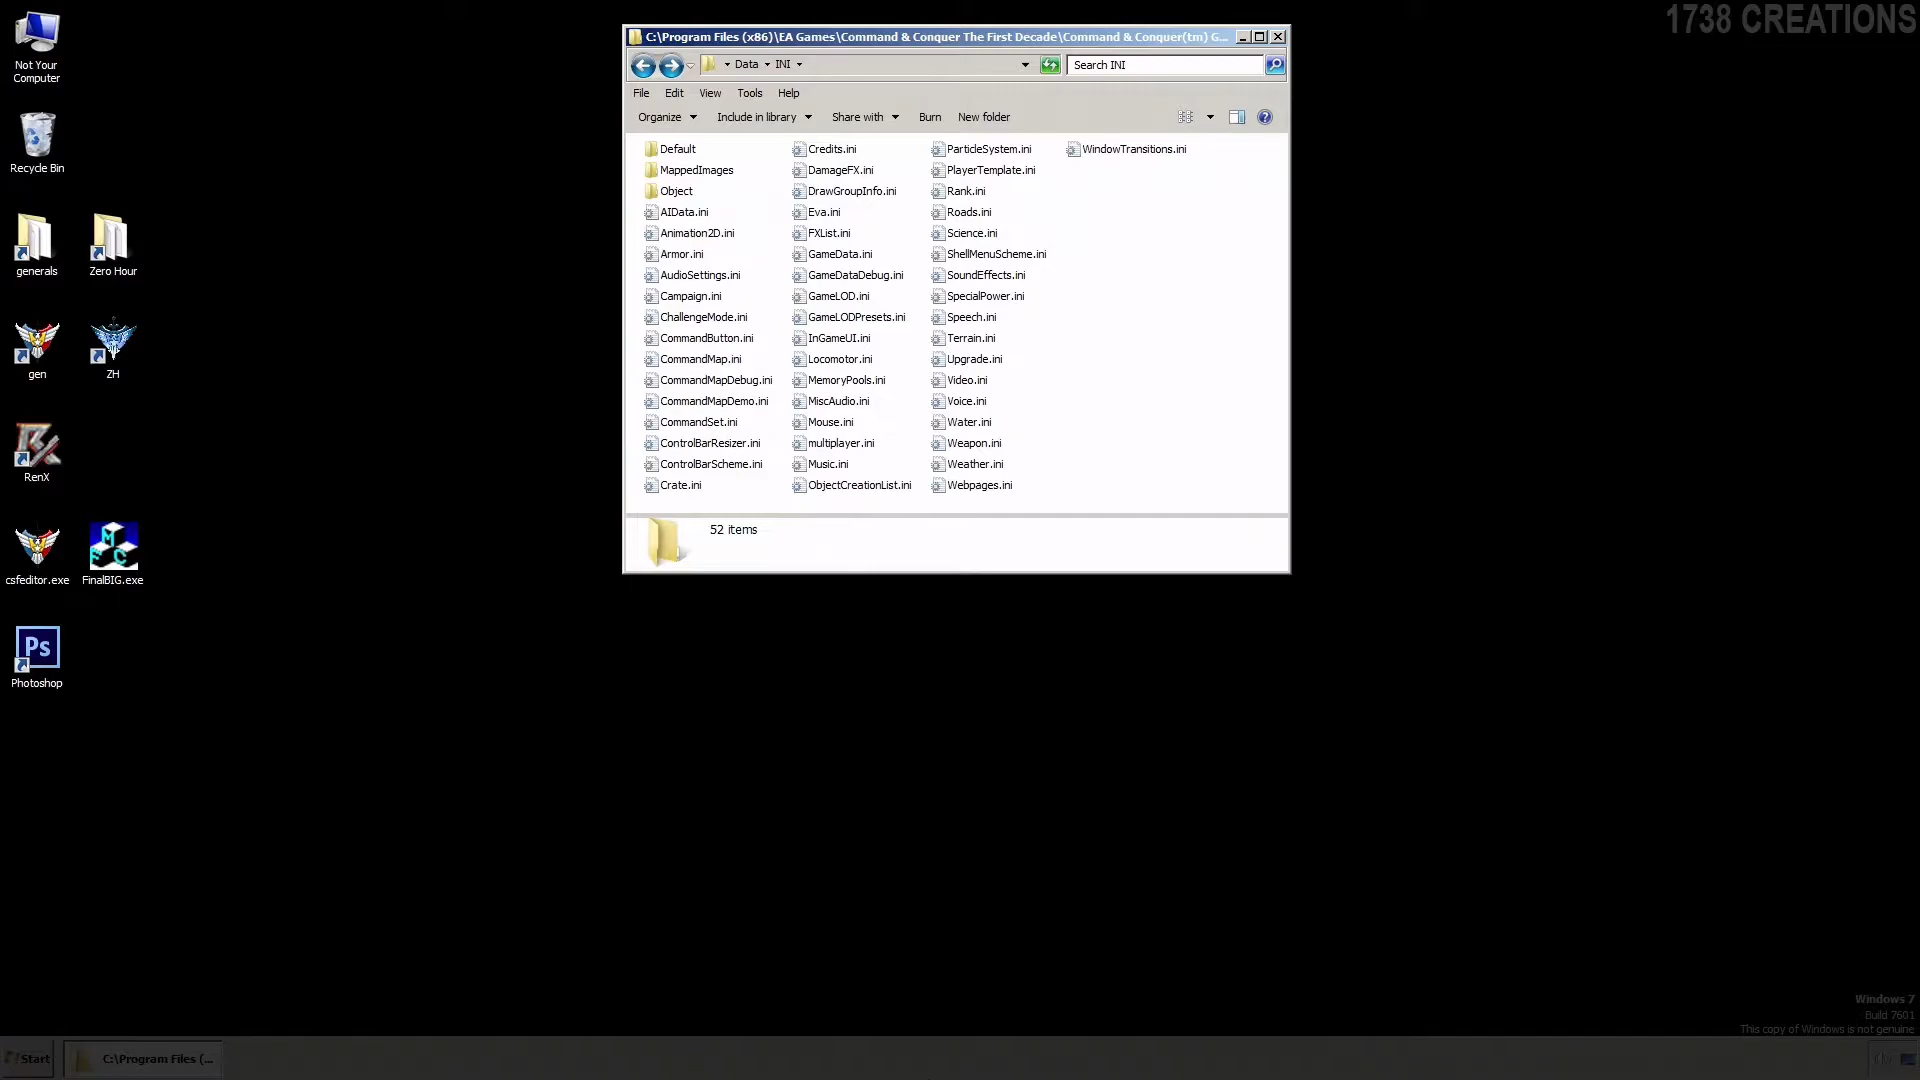 1738 CREATIONS
Not Your
Computer
Recycle Bin
generals
Zero Hour
gen
ZH
RenX
csfeditor.exe
FinalBIG.exe
Ps
Photoshop
C:\Program Files (x86)\EA Games\Command & Conquer The First Decade\Command & Conquer(tm) G...
Data INI
Search INI
File Edit View Tools Help
Organize Include in library Share with Burn New folder
Default
MappedImages
Object
AIData.ini
Animation2D.ini
Armor.ini
AudioSettings.ini
Campaign.ini
ChallengeMode.ini
CommandButton.ini
CommandMap.ini
CommandMapDebug.ini
CommandMapDemo.ini
CommandSet.ini
ControlBarResizer.ini
ControlBarScheme.ini
Crate.ini
Credits.ini
DamageFX.ini
DrawGroupInfo.ini
Eva.ini
FXList.ini
GameData.ini
GameDataDebug.ini
GameLOD.ini
GameLODPresets.ini
InGameUI.ini
Locomotor.ini
MemoryPools.ini
MiscAudio.ini
Mouse.ini
multiplayer.ini
Music.ini
ObjectCreationList.ini
ParticleSystem.ini
PlayerTemplate.ini
Rank.ini
Roads.ini
Science.ini
ShellMenuScheme.ini
SoundEffects.ini
SpecialPower.ini
Speech.ini
Terrain.ini
Upgrade.ini
Video.ini
Voice.ini
Water.ini
Weapon.ini
Weather.ini
Webpages.ini
WindowTransitions.ini
52 items
Windows 7
Build 7601
This copy of Windows is not genuine
Start
C:\Program Files (...